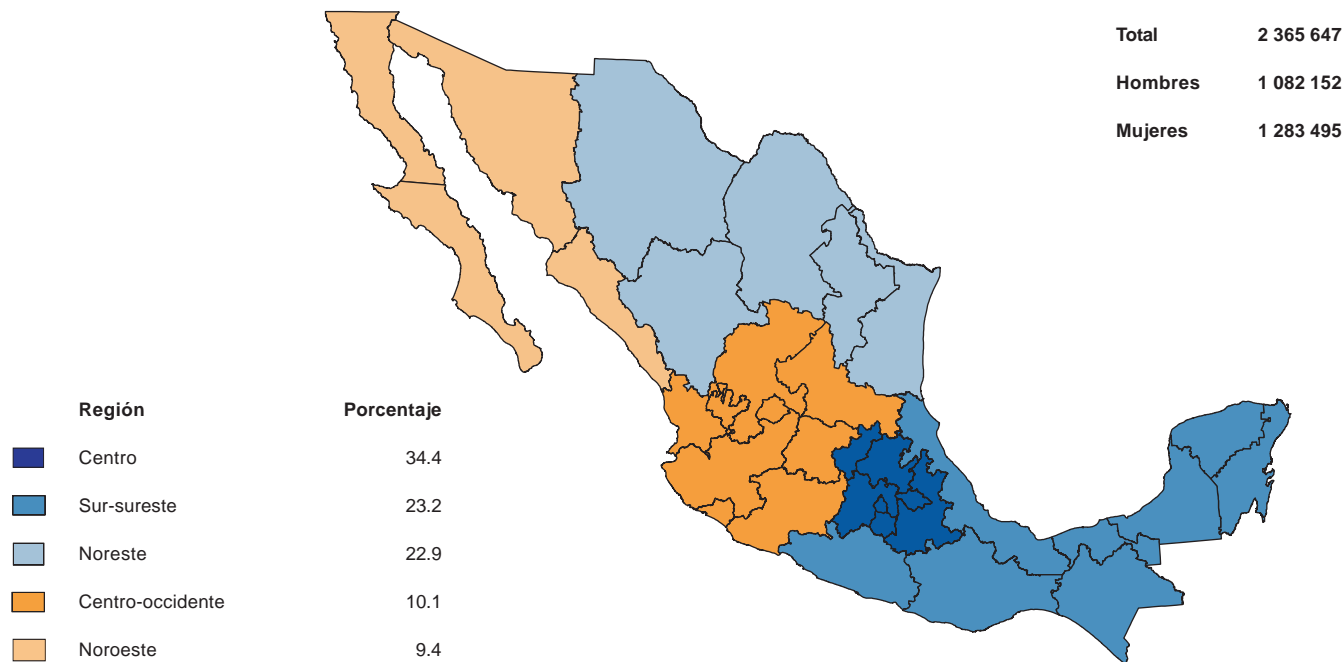 Total 2 365 647
Hombres 1 082 152
Mujeres 1 283 495
Región Porcentaje
Centro 34.4
Sur-sureste 23.2
Noreste 22.9
Centro-occidente 10.1
Noroeste 9.4